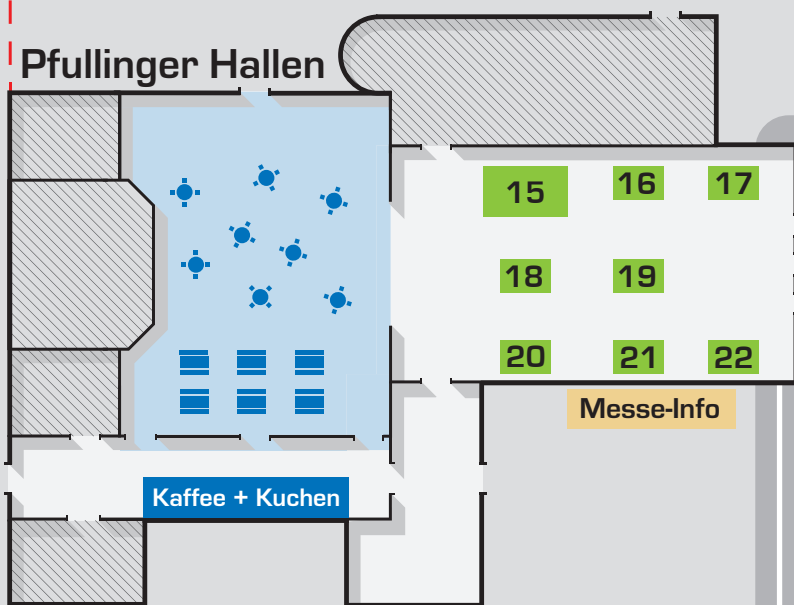 Pfullinger Hallen
15 16 17
18 19
20 21 22
Messe-Info
Kaffee + Kuchen